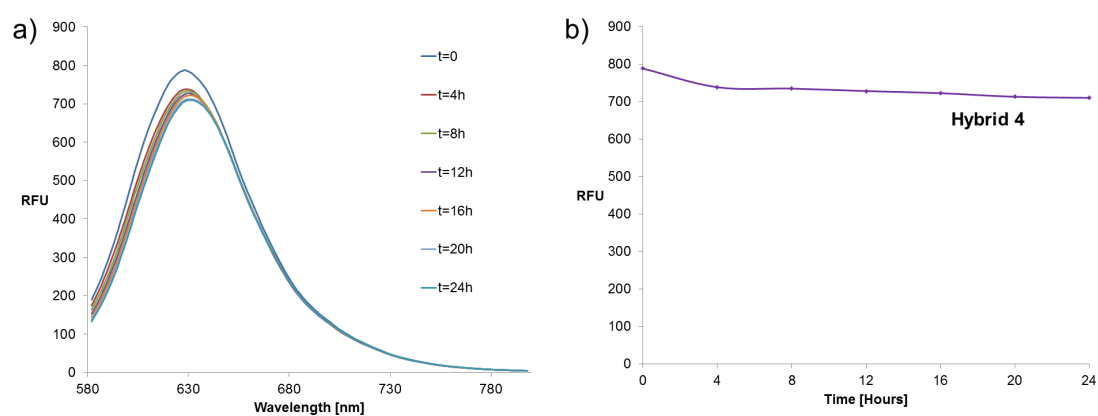 a)
900
800
700
600
500
400
300
200
100
0
RFU
580
630
680
730
780
Wavelength [nm]
t=0
t=4h
t=8h
t=12h
t=16h
t=20h
t=24h
b)
900
800
700
600
500
400
300
200
100
0
RFU
Hybrid 4
0
4
8
12
16
20
24
Time [Hours]